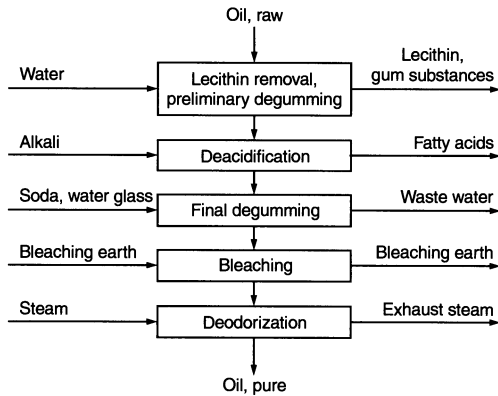 Oil, raw
Water
Lecithin removal,
preliminary degumming
Lecithin,
gum substances
Alkali
Deacidification
Fatty acids
Soda, water glass
Final degumming
Waste water
Bleaching earth
Bleaching
Bleaching earth
Steam
Deodorization
Exhaust steam
Oil, pure